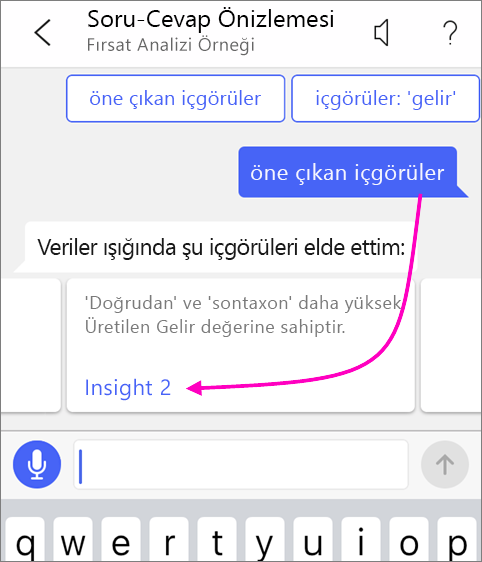 Soru-Cevap Önizlemesi
Fırsat Analizi Örneği
?
öne çıkan içgörüler
içgörüler: 'gelir'
öne çıkan içgörüler
Veriler ışığında şu içgörüleri elde ettim:
'Doğrudan' ve 'sontaxon' daha yüksek
Üretilen Gelir değerine sahiptir.
Insight 2
q w e r t y u i o p